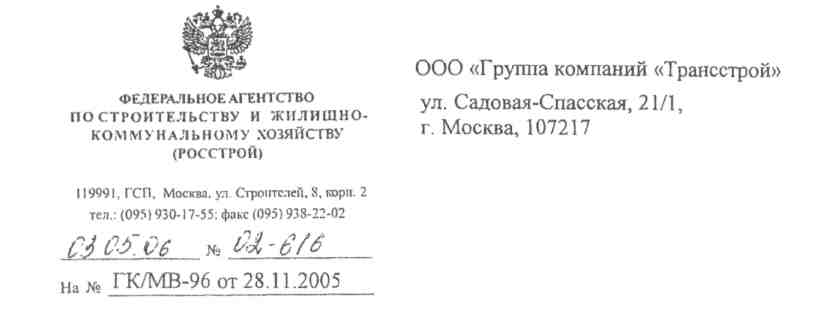 ФЕДЕРАЛЬНОЕ АГЕНТСТВО
ПО СТРОИТЕЛЬСТВУ И ЖИЛИЩНО-
КОММУНАЛЬНОМУ ХОЗЯЙСТВУ
(РОССТРОЙ)
119991, ГСП, Москва, ул. Строителей, 8, корп. 2
тел.: (095) 930-17-55; факс (095) 938-22-02
03.05.06 № 02-616
На № ГК/МВ-96 от 28.11.2005
ООО «Группа компаний «Трансстрой»
ул. Садовая-Спасская, 21/1,
г. Москва, 107217